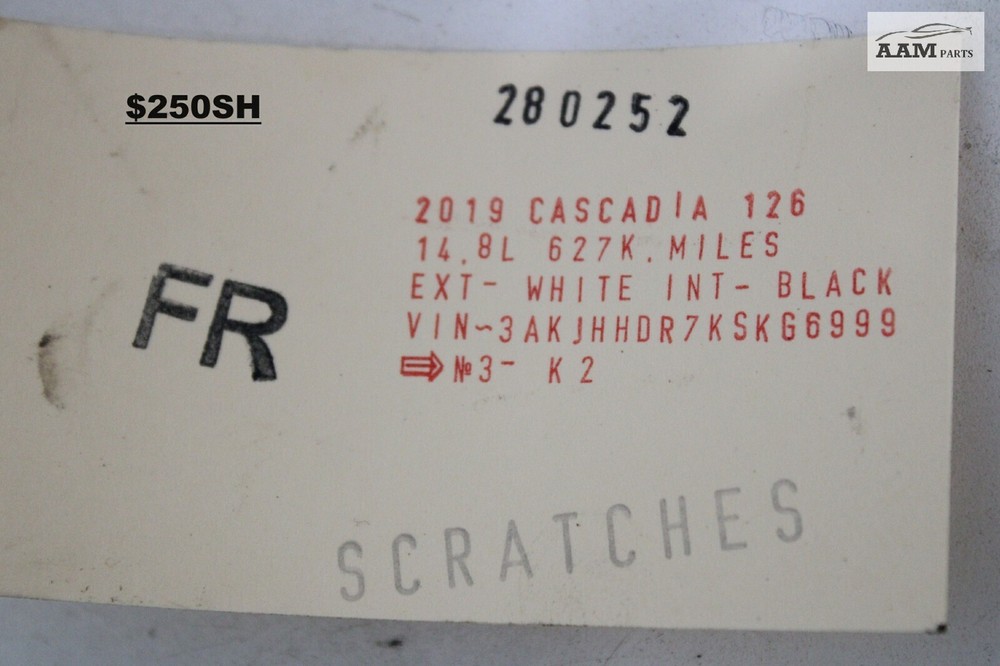 AAM PARTS
$250SH
280252
2019 CASCADIA 126
14.8L 627K. MILES
EXT- WHITE INT- BLACK
VIN~3AKJHHDR7KSKG6999
⇒ №3- K2
FR
SCRATCHES